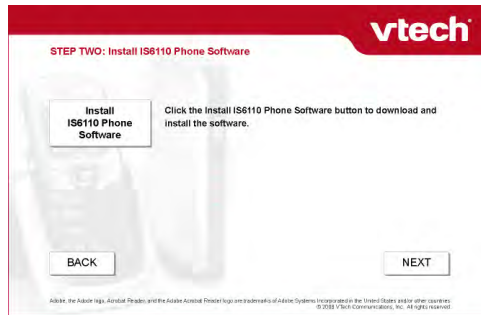 vtech
STEP TWO: Install IS6110 Phone Software
Install
IS6110 Phone
Software
Click the Install IS6110 Phone Software button to download and
install the software.
BACK
NEXT
Adobe, the Adobe logo, Acrobat Reader, and the Adobe Acrobat Reader logo are trademarks of Adobe Systems Incorporated in the United States and/or other countries
© 2008 VTech Communications, Inc. All rights reserved